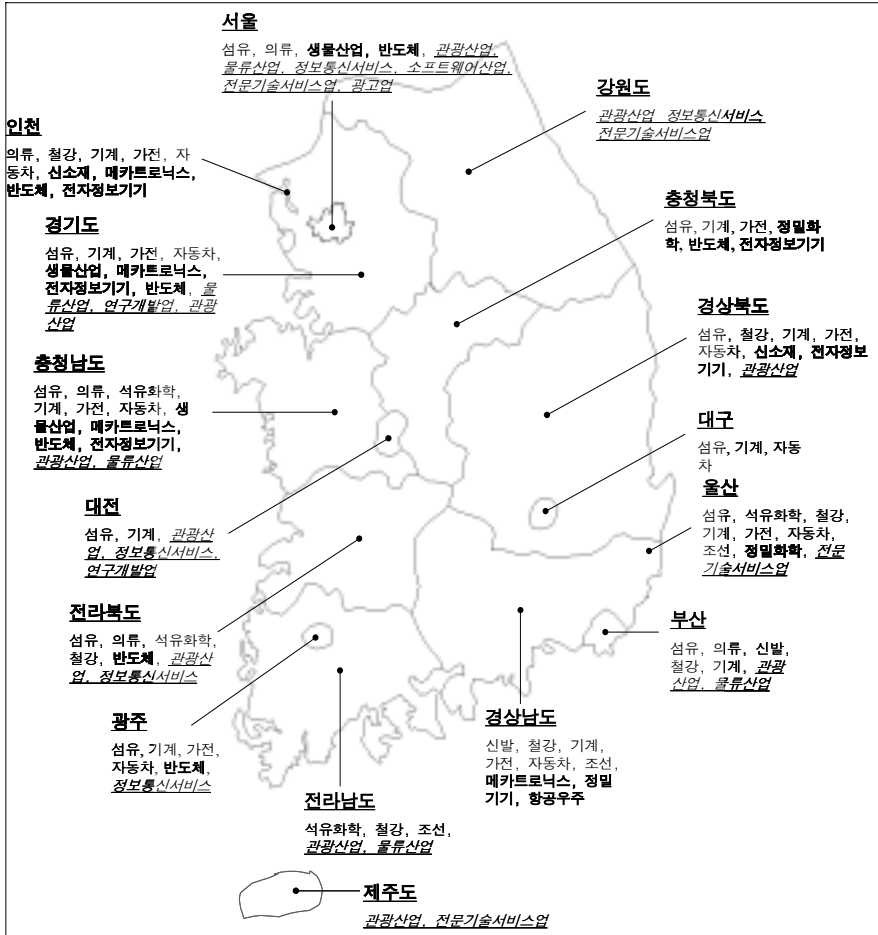 서울
섬유, 의류, 생물산업, 반도체, 관광산업,
물류산업, 정보통신서비스, 소프트웨어산업,
전문기술서비스업, 광고업
강원도
관광산업 정보통신서비스
전문기술서비스업
인천
의류, 철강, 기계, 가전, 자
동차, 신소재, 메카트로닉스,
반도체, 전자정보기기
충청북도
섬유, 기계, 가전, 정밀화
학, 반도체, 전자정보기기
경기도
섬유, 기계, 가전, 자동차,
생물산업, 메카트로닉스,
전자정보기기, 반도체, 물
류산업, 연구개발업, 관광
산업
경상북도
섬유, 철강, 기계, 가전,
자동차, 신소재, 전자정보
기기, 관광산업
충청남도
섬유, 의류, 석유화학,
기계, 가전, 자동차, 생
물산업, 메카트로닉스,
반도체, 전자정보기기,
관광산업, 물류산업
대구
섬유, 기계, 자동
차
울산
섬유, 석유화학, 철강,
기계, 가전, 자동차,
조선, 정밀화학, 전문
기술서비스업
대전
섬유, 기계, 관광산
업, 정보통신서비스,
연구개발업
전라북도
섬유, 의류, 석유화학,
철강, 반도체, 관광산
업, 정보통신서비스
부산
섬유, 의류, 신발,
철강, 기계, 관광
산업, 물류산업
광주
섬유, 기계, 가전,
자동차, 반도체,
정보통신서비스
경상남도
신발, 철강, 기계,
가전, 자동차, 조선,
메카트로닉스, 정밀
기기, 항공우주
전라남도
석유화학, 철강, 조선,
관광산업, 물류산업
제주도
관광산업, 전문기술서비스업